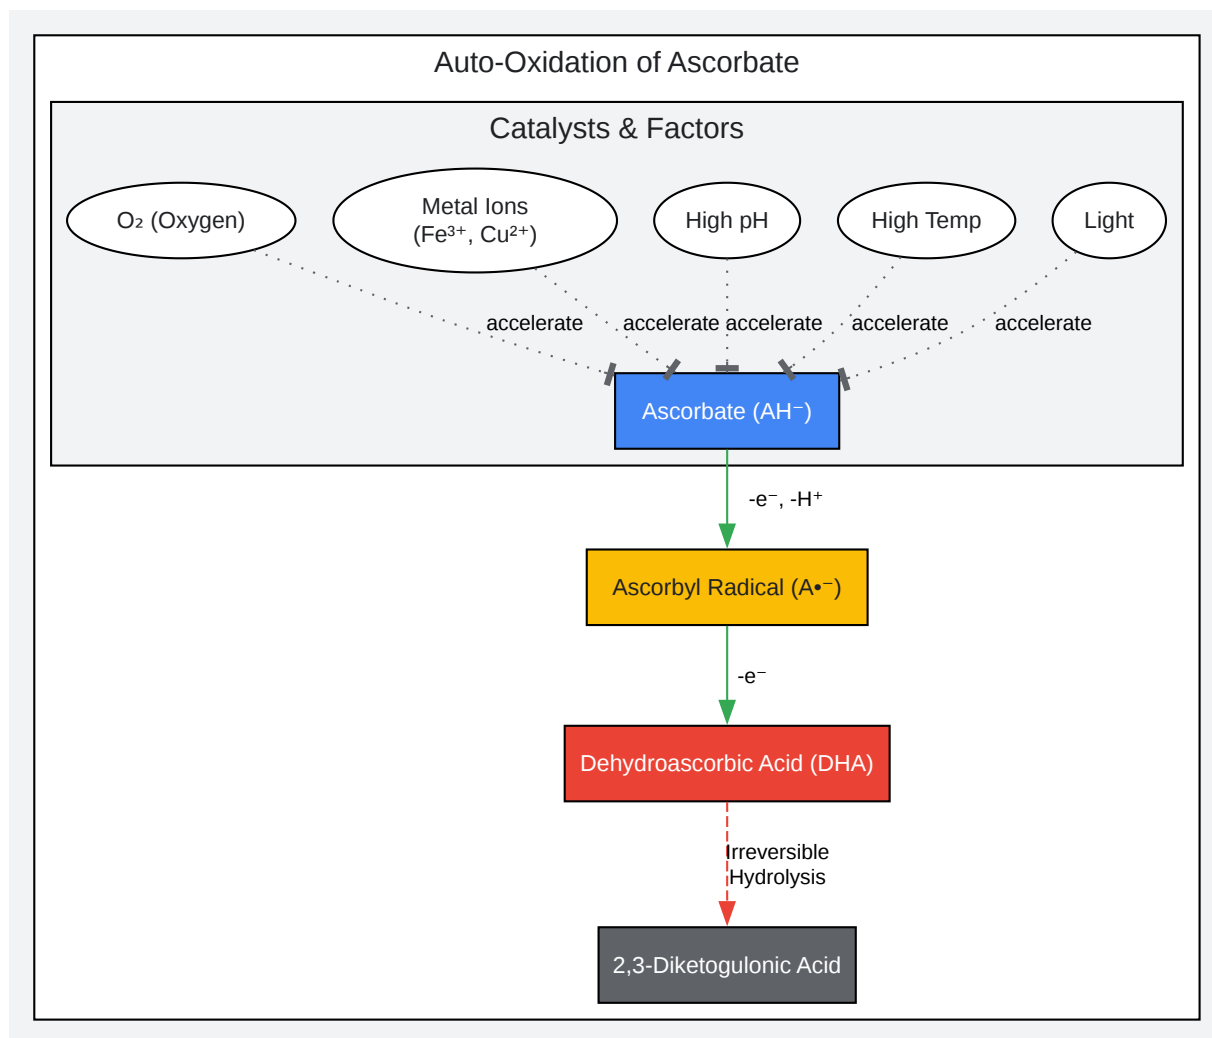 Auto-Oxidation of Ascorbate
Catalysts & Factors
O₂ (Oxygen)
Metal Ions
(Fe³⁺, Cu²⁺)
High pH
High Temp
Light
accelerate
accelerate
accelerate
accelerate
accelerate
Ascorbate (AH⁻)
-e⁻, -H⁺
Ascorbyl Radical (A•⁻)
-e⁻
Dehydroascorbic Acid (DHA)
Irreversible
Hydrolysis
2,3-Diketogulonic Acid